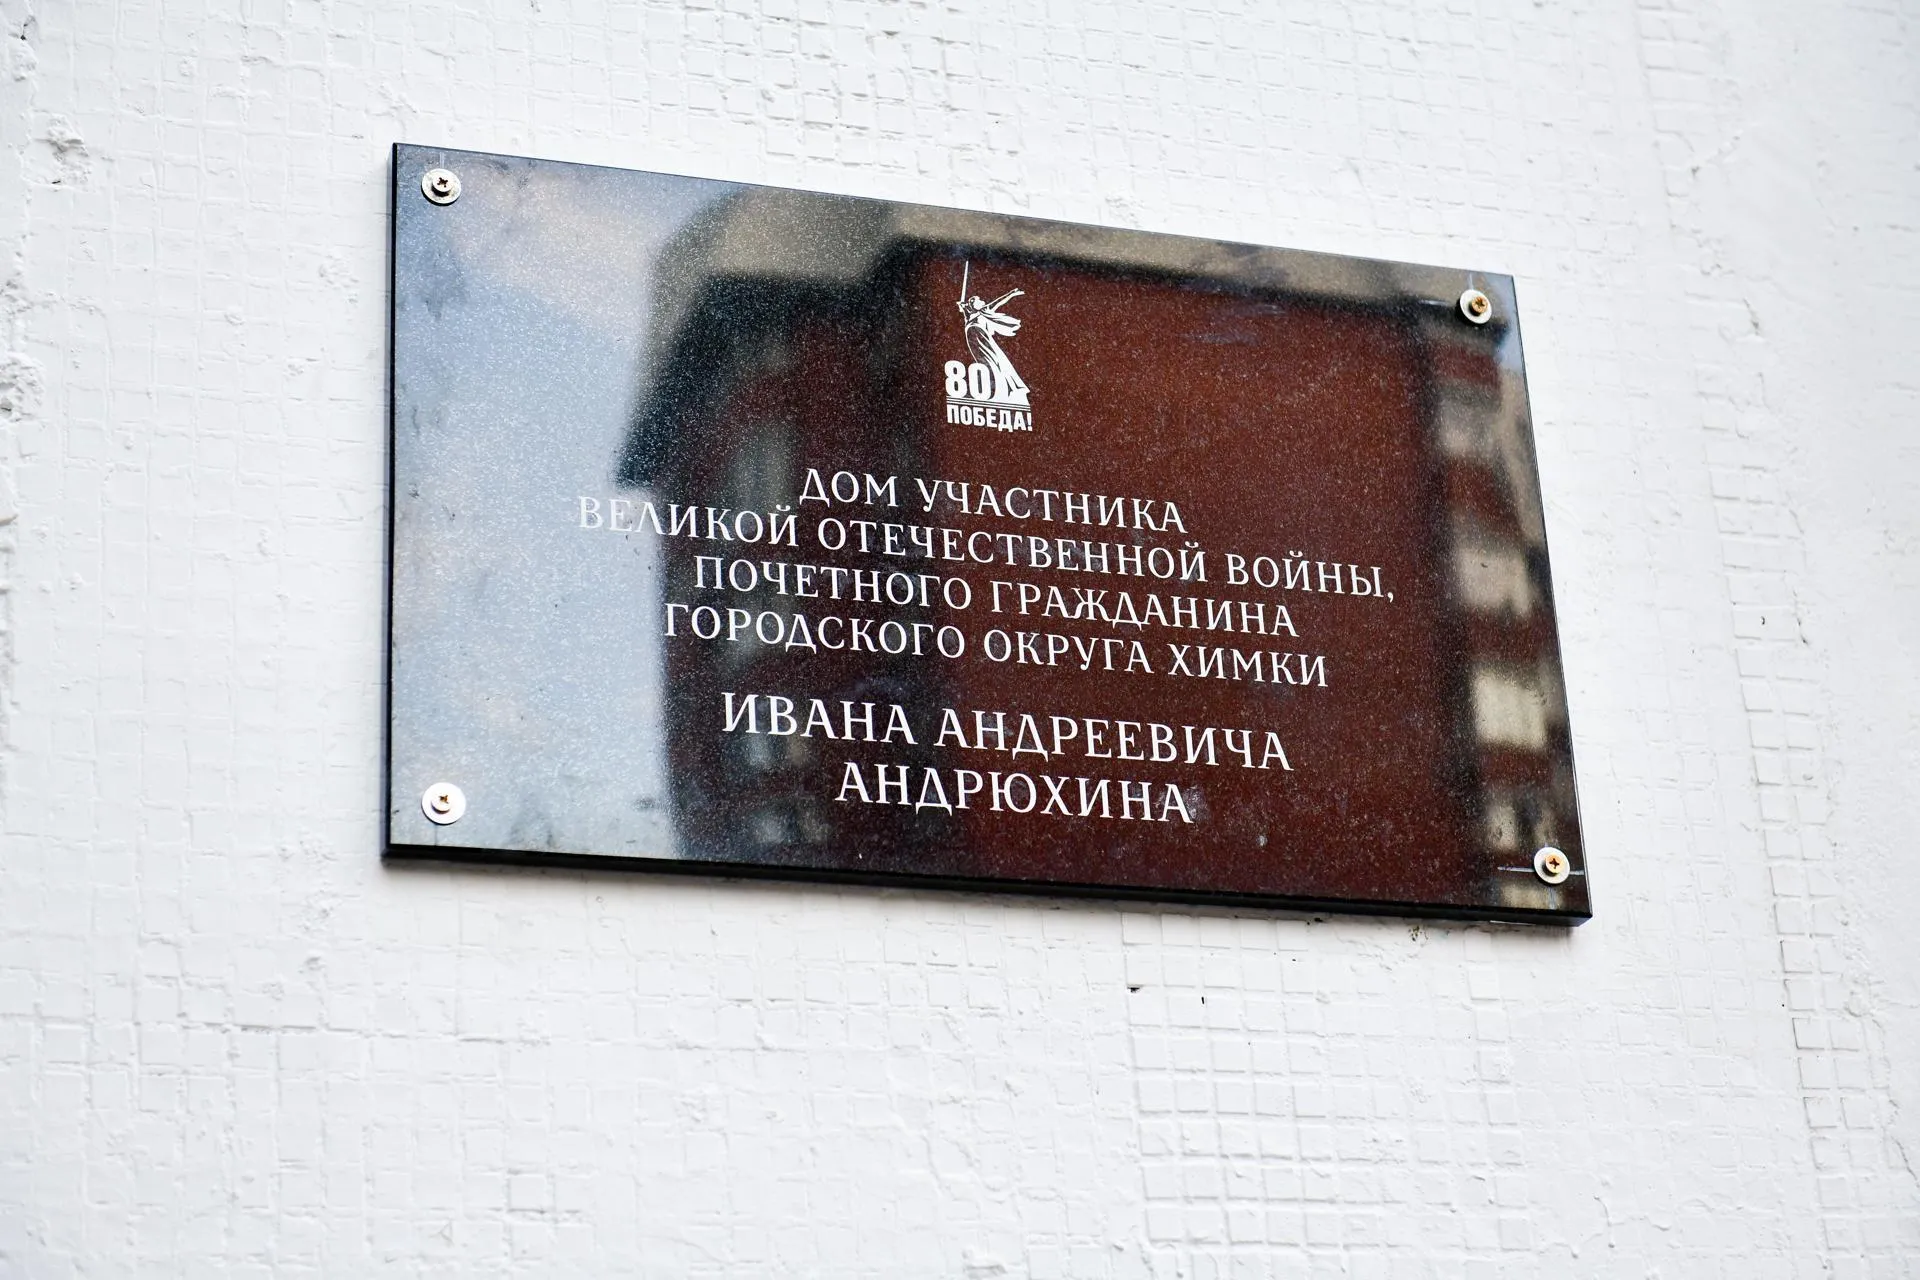 80
ПОБЕДА!
ДОМ УЧАСТНИКА
ВЕЛИКОЙ ОТЕЧЕСТВЕННОЙ ВОЙНЫ,
ПОЧЕТНОГО ГРАЖДАНИНА
ГОРОДСКОГО ОКРУГА ХИМКИ
ИВАНА АНДРЕЕВИЧА
АНДРЮХИНА